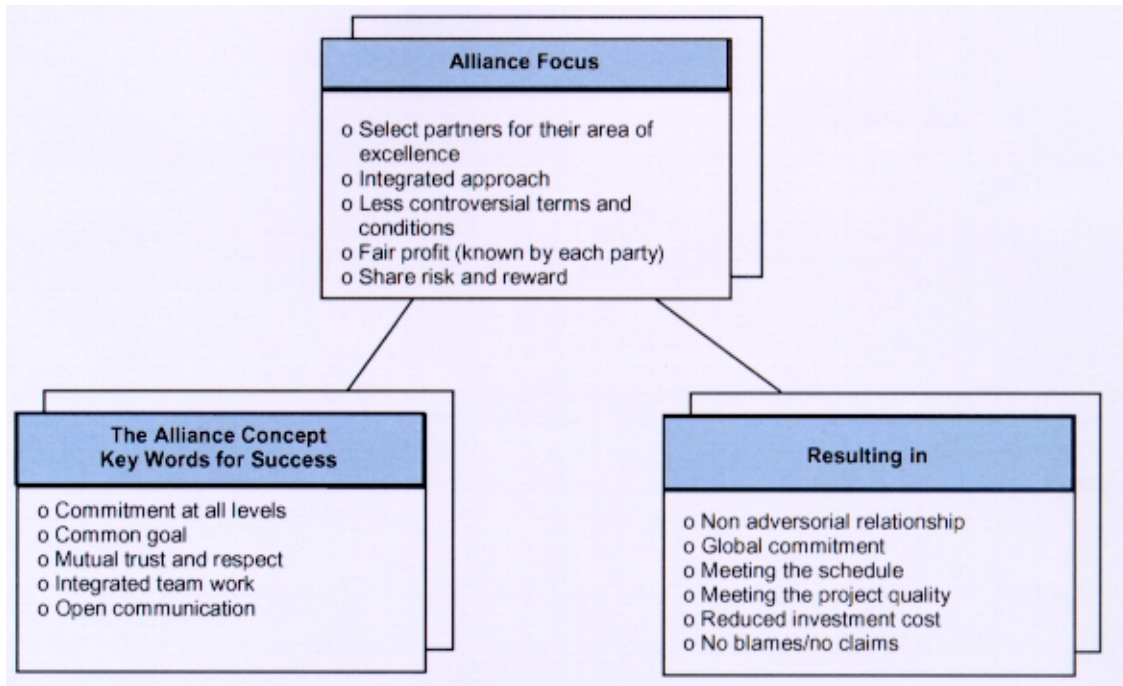 Alliance Focus
o Select partners for their area of
excellence
o Integrated approach
o Less controversial terms and
conditions
o Fair profit (known by each party)
o Share risk and reward
The Alliance Concept
Key Words for Success
o Commitment at all levels
o Common goal
o Mutual trust and respect
o Integrated team work
o Open communication
Resulting in
o Non adversorial relationship
o Global commitment
o Meeting the schedule
o Meeting the project quality
o Reduced investment cost
o No blames/no claims